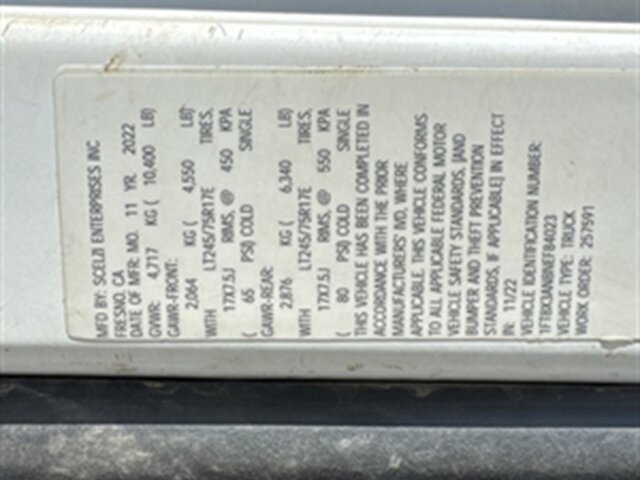 MFD BY: SCELZI ENTERPRISES INC
FRESNO, CA
DATE OF MFR: MO. 11 YR. 2022
GVWR: 4,717 KG ( 10,400 LB)
GAWR-FRONT:
2,064 KG ( 4,550 LB)
WITH LT245/75R17E TIRES,
17X7.5J RIMS, @ 450 KPA
( 65 PSI) COLD SINGLE
GAWR-REAR:
2,876 KG ( 6,340 LB)
WITH LT245/75R17E TIRES,
17X7.5J RIMS, @ 550 KPA
( 80 PSI) COLD SINGLE
THIS VEHICLE HAS BEEN COMPLETED IN
ACCORDANCE WITH THE PRIOR
MANUFACTURERS' IVD, WHERE
APPLICABLE. THIS VEHICLE CONFORMS
TO ALL APPLICABLE FEDERAL MOTOR
VEHICLE SAFETY STANDARDS, [AND
BUMPER AND THEFT PREVENTION
STANDARDS, IF APPLICABLE] IN EFFECT
IN: 11/22
VEHICLE IDENTIFICATION NUMBER:
VEHICLE TYPE: TRUCK
WORK ORDER: 257591